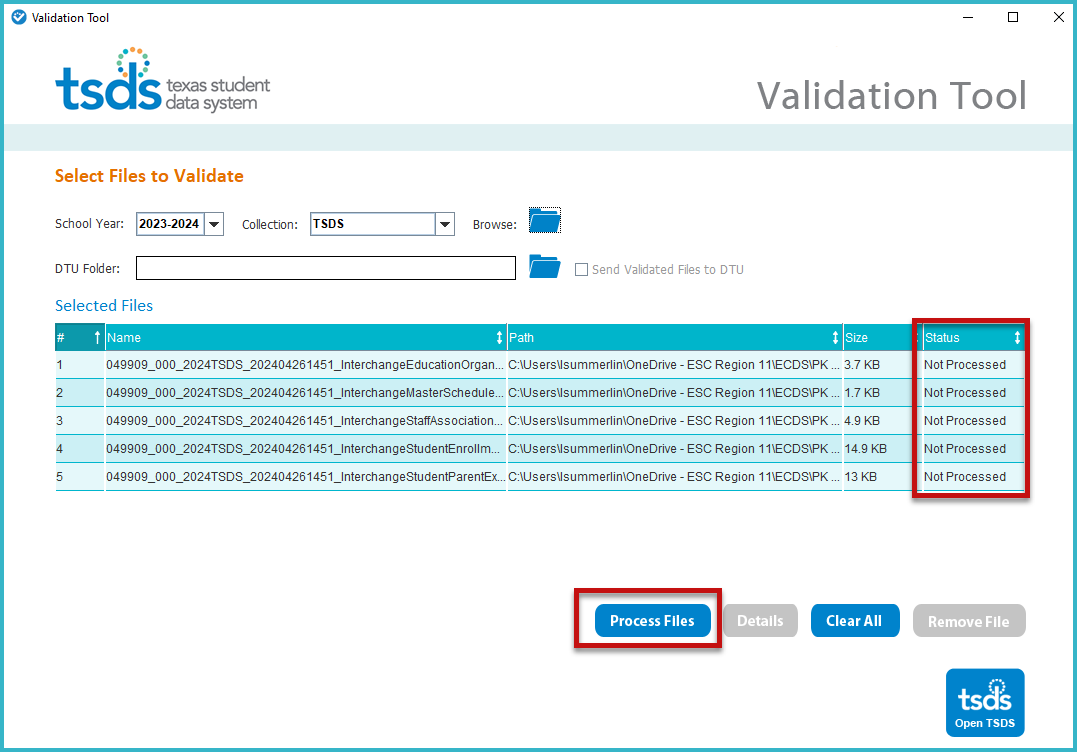 Validation Tool
tsds texas student
data system
Validation Tool
Select Files to Validate
School Year: 2023-2024 Collection: TSDS Browse:
DTU Folder: Send Validated Files to DTU
Selected Files
# Name Path Size Status
1 049909_000_2024TSDS_202404261451_InterchangeEducationOrgan... C:\Users\lsummerlin\OneDrive - ESC Region 11\ECDS\PK ... 3.7 KB Not Processed
2 049909_000_2024TSDS_202404261451_InterchangeMasterSchedule... C:\Users\lsummerlin\OneDrive - ESC Region 11\ECDS\PK ... 1.7 KB Not Processed
3 049909_000_2024TSDS_202404261451_InterchangeStaffAssociation... C:\Users\lsummerlin\OneDrive - ESC Region 11\ECDS\PK ... 4.9 KB Not Processed
4 049909_000_2024TSDS_202404261451_InterchangeStudentEnrollm... C:\Users\lsummerlin\OneDrive - ESC Region 11\ECDS\PK ... 14.9 KB Not Processed
5 049909_000_2024TSDS_202404261451_InterchangeStudentParentEx... C:\Users\lsummerlin\OneDrive - ESC Region 11\ECDS\PK ... 13 KB Not Processed
Process Files Details Clear All Remove File
tsds
Open TSDS